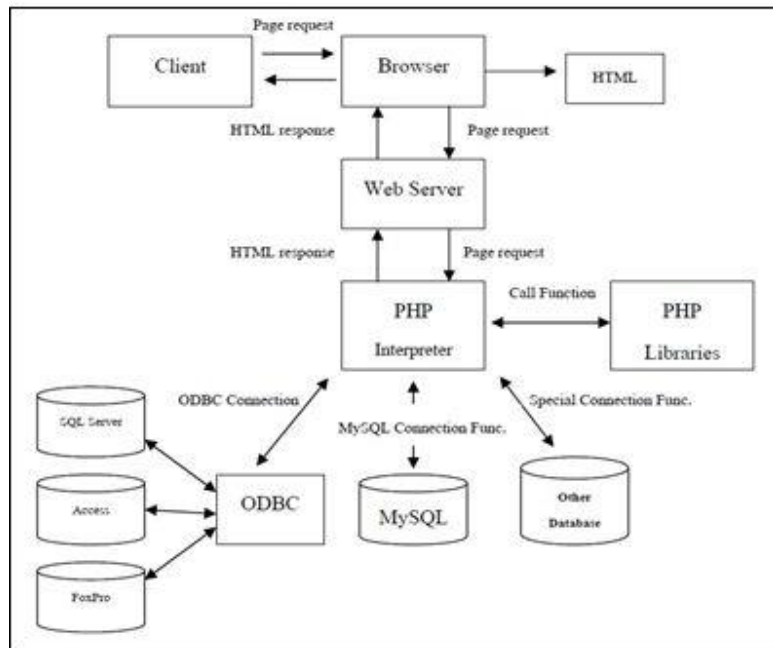 Page request
Client
Browser
HTML
HTML response
Page request
Web Server
HTML response
Page request
PHP
Interpreter
Call Function
PHP
Libraries
ODBC Connection
MySQL Connection Func.
Special Connection Func.
SQL Server
Access
FoxPro
ODBC
MySQL
Other
Database